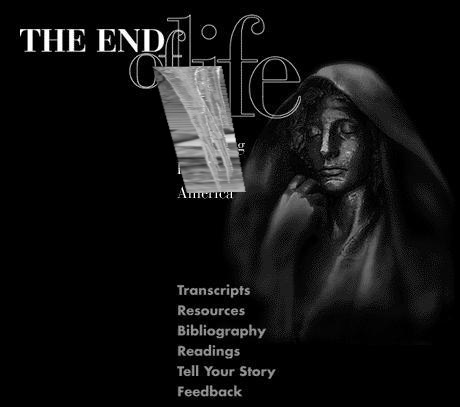 THE END
of life
America
Transcripts
Resources
Bibliography
Readings
Tell Your Story
Feedback